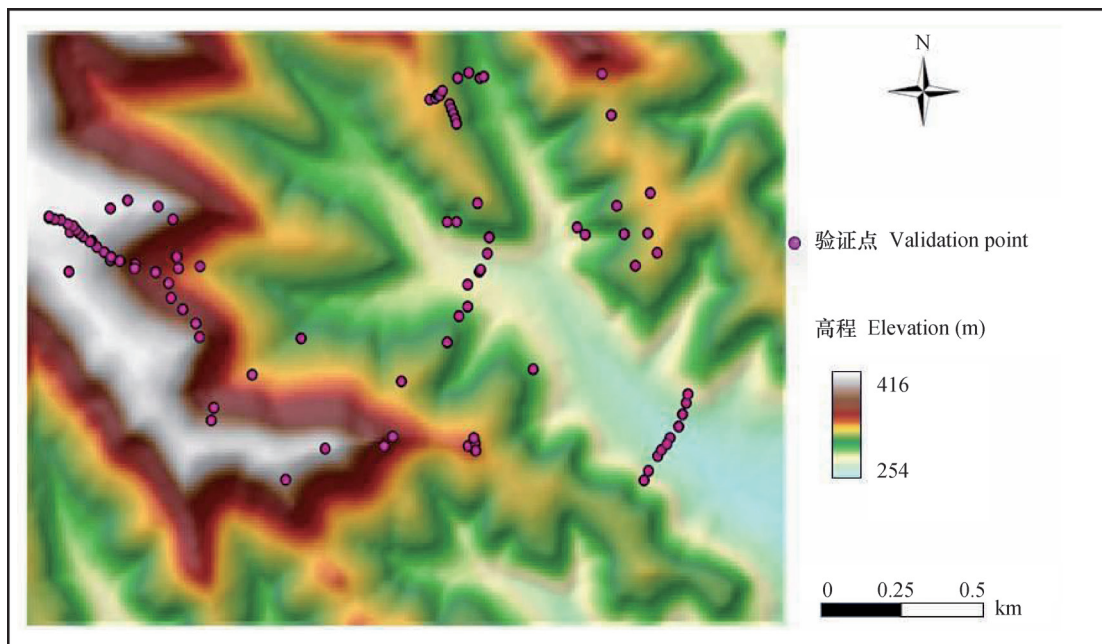 N
验证点 Validation point
高程 Elevation (m)
416
254
0 0.25 0.5
km